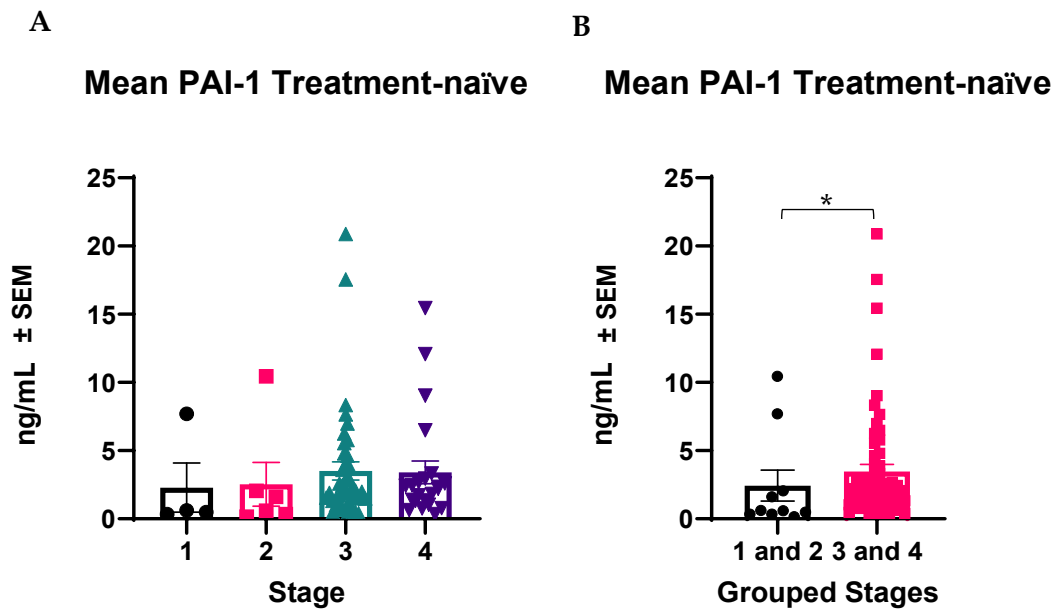 A
Mean PAI-1 Treatment-naïve
ng/mL ± SEM
25
20
15
10
5
0
1 2 3 4
Stage
B
Mean PAI-1 Treatment-naïve
ng/mL ± SEM
25
20
15
10
5
0
*
1 and 2 3 and 4
Grouped Stages